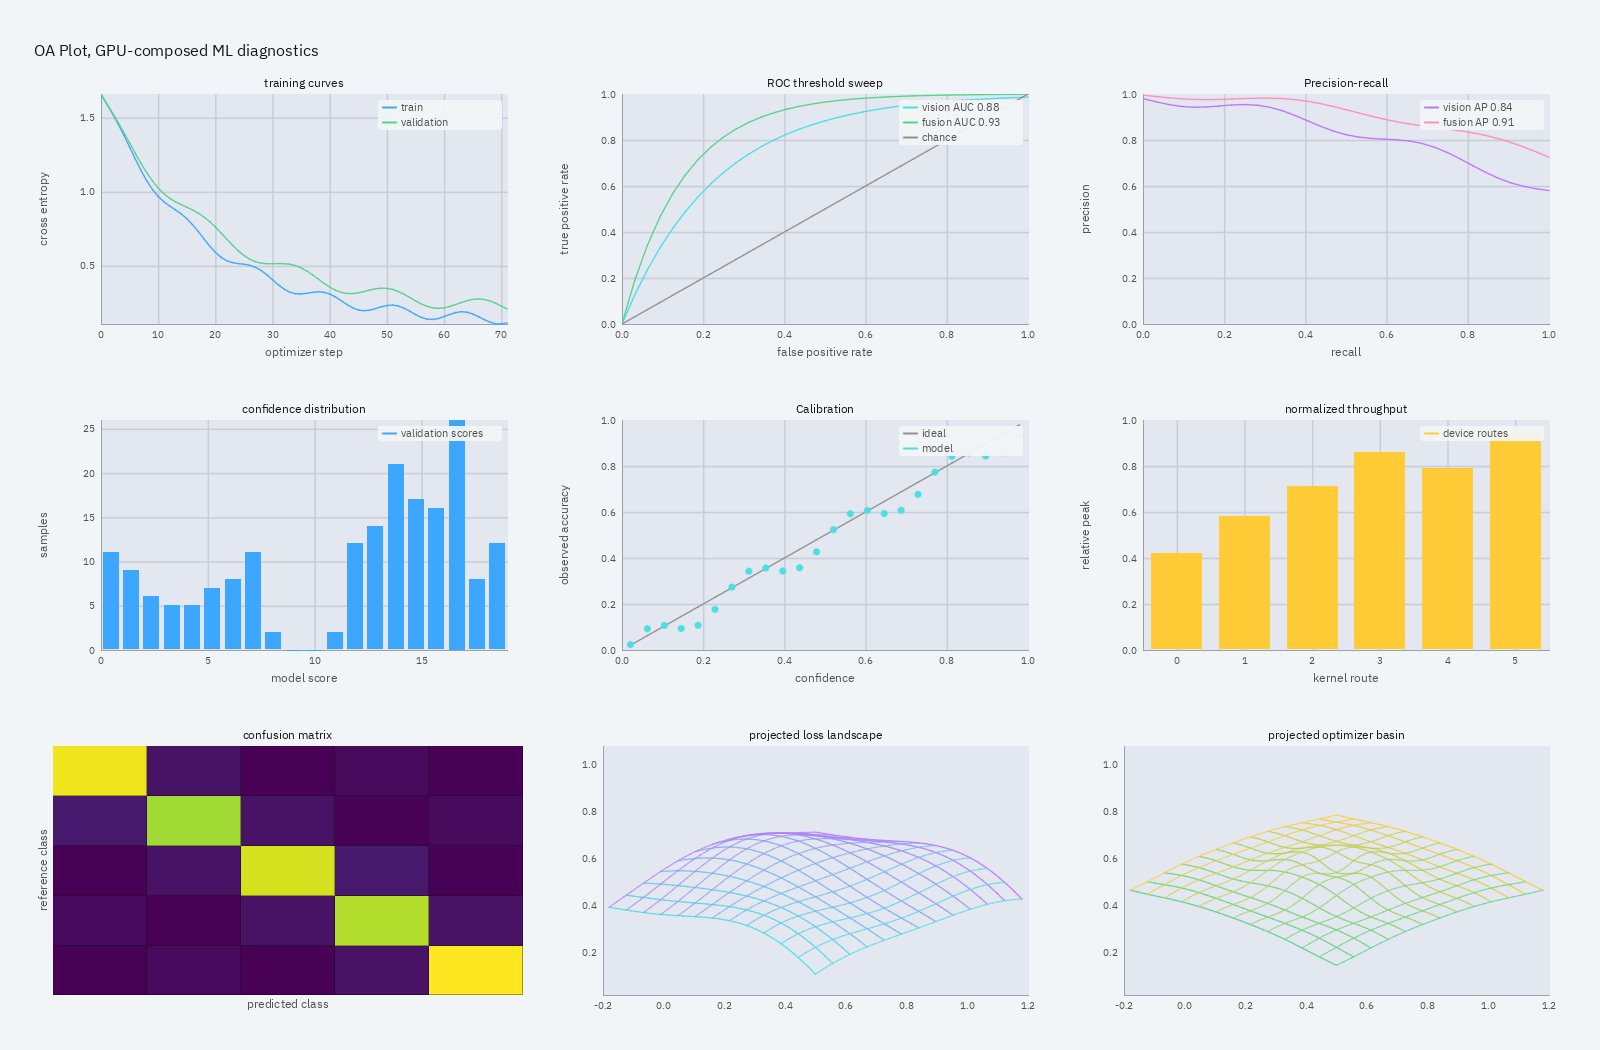 OA Plot, GPU-composed ML diagnostics
training curves
train
validation
1.5
1.0
0.5
cross entropy
0 10 20 30 40 50 60 70
optimizer step
ROC threshold sweep
vision AUC 0.88
fusion AUC 0.93
chance
1.0
0.8
0.6
0.4
0.2
0.0
true positive rate
0.0 0.2 0.4 0.6 0.8 1.0
false positive rate
Precision-recall
vision AP 0.84
fusion AP 0.91
1.0
0.8
0.6
0.4
0.2
0.0
precision
0.0 0.2 0.4 0.6 0.8 1.0
recall
confidence distribution
validation scores
25
20
15
10
5
0
samples
0 5 10 15
model score
Calibration
ideal
model
1.0
0.8
0.6
0.4
0.2
0.0
observed accuracy
0.0 0.2 0.4 0.6 0.8 1.0
confidence
normalized throughput
device routes
1.0
0.8
0.6
0.4
0.2
0.0
relative peak
0 1 2 3 4 5
kernel route
confusion matrix
reference class
predicted class
projected loss landscape
1.0
0.8
0.6
0.4
0.2
-0.2 0.0 0.2 0.4 0.6 0.8 1.0 1.2
projected optimizer basin
1.0
0.8
0.6
0.4
0.2
-0.2 0.0 0.2 0.4 0.6 0.8 1.0 1.2